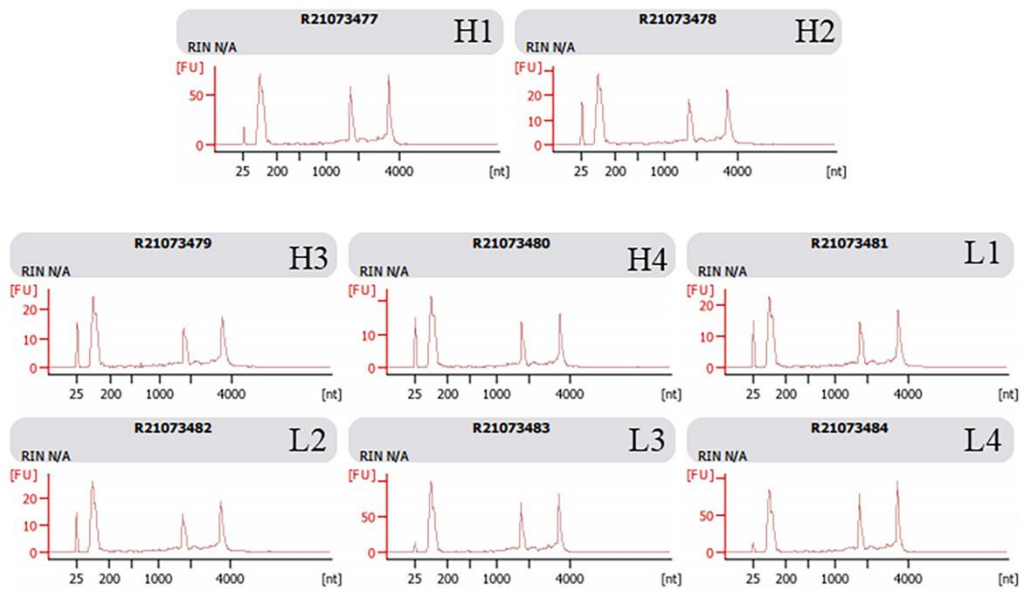 R21073477
H1
RIN N/A
[FU]
50
0
25 200 1000 4000 [nt]
R21073478
H2
RIN N/A
[FU]
20
10
0
25 200 1000 4000 [nt]
R21073479
H3
RIN N/A
[FU]
20
10
0
25 200 1000 4000 [nt]
R21073480
H4
RIN N/A
[FU]
10
0
25 200 1000 4000 [nt]
R21073481
L1
RIN N/A
[FU]
20
10
0
25 200 1000 4000 [nt]
R21073482
L2
RIN N/A
[FU]
20
10
0
25 200 1000 4000 [nt]
R21073483
L3
RIN N/A
[FU]
50
0
25 200 1000 4000 [nt]
R21073484
L4
RIN N/A
[FU]
50
0
25 200 1000 4000 [nt]